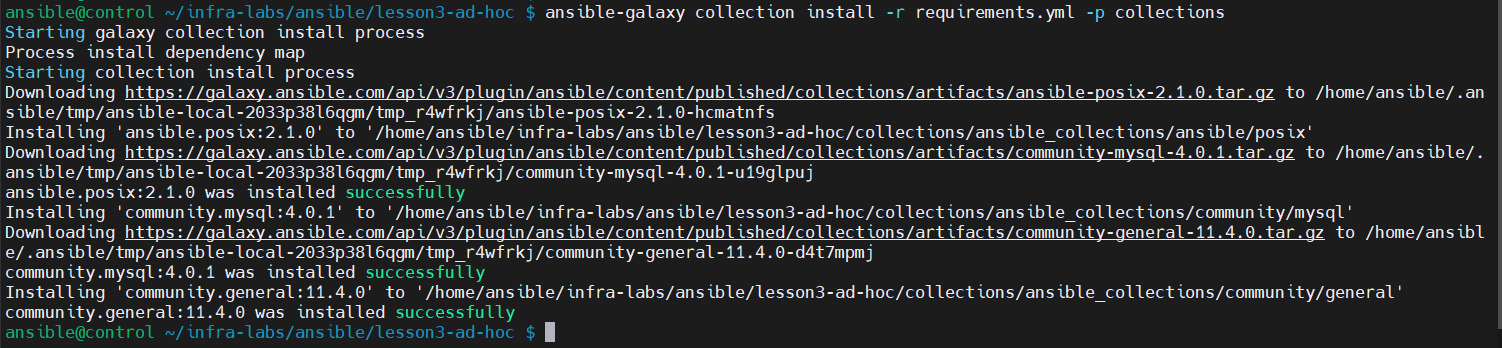 ansible@control ~/infra-labs/ansible/lesson3-ad-hoc $ ansible-galaxy collection install -r requirements.yml -p collections
Starting galaxy collection install process
Process install dependency map
Starting collection install process
Downloading https://galaxy.ansible.com/api/v3/plugin/ansible/content/published/collections/artifacts/ansible-posix-2.1.0.tar.gz to /home/ansible/.an
sible/tmp/ansible-local-2033p38l6qgm/tmp_r4wfrkj/ansible-posix-2.1.0-hcmatnfs
Installing 'ansible.posix:2.1.0' to '/home/ansible/infra-labs/ansible/lesson3-ad-hoc/collections/ansible_collections/ansible/posix'
Downloading https://galaxy.ansible.com/api/v3/plugin/ansible/content/published/collections/artifacts/community-mysql-4.0.1.tar.gz to /home/ansible/.
ansible/tmp/ansible-local-2033p38l6qgm/tmp_r4wfrkj/community-mysql-4.0.1-u19glpuj
ansible.posix:2.1.0 was installed successfully
Installing 'community.mysql:4.0.1' to '/home/ansible/infra-labs/ansible/lesson3-ad-hoc/collections/ansible_collections/community/mysql'
Downloading https://galaxy.ansible.com/api/v3/plugin/ansible/content/published/collections/artifacts/community-general-11.4.0.tar.gz to /home/ansibl
e/.ansible/tmp/ansible-local-2033p38l6qgm/tmp_r4wfrkj/community-general-11.4.0-d4t7mpmj
community.mysql:4.0.1 was installed successfully
Installing 'community.general:11.4.0' to '/home/ansible/infra-labs/ansible/lesson3-ad-hoc/collections/ansible_collections/community/general'
community.general:11.4.0 was installed successfully
ansible@control ~/infra-labs/ansible/lesson3-ad-hoc $